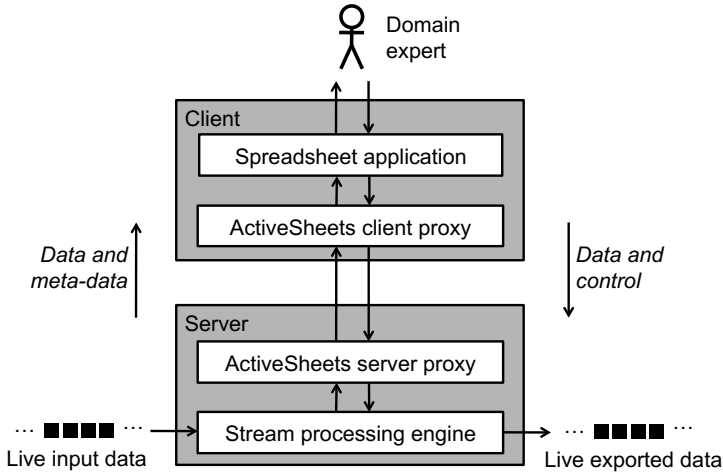 Domain
expert
Client
Spreadsheet application
ActiveSheets client proxy
Data and
meta-data
Data and
control
Server
ActiveSheets server proxy
Stream processing engine
... ...
Live input data
... ...
Live exported data